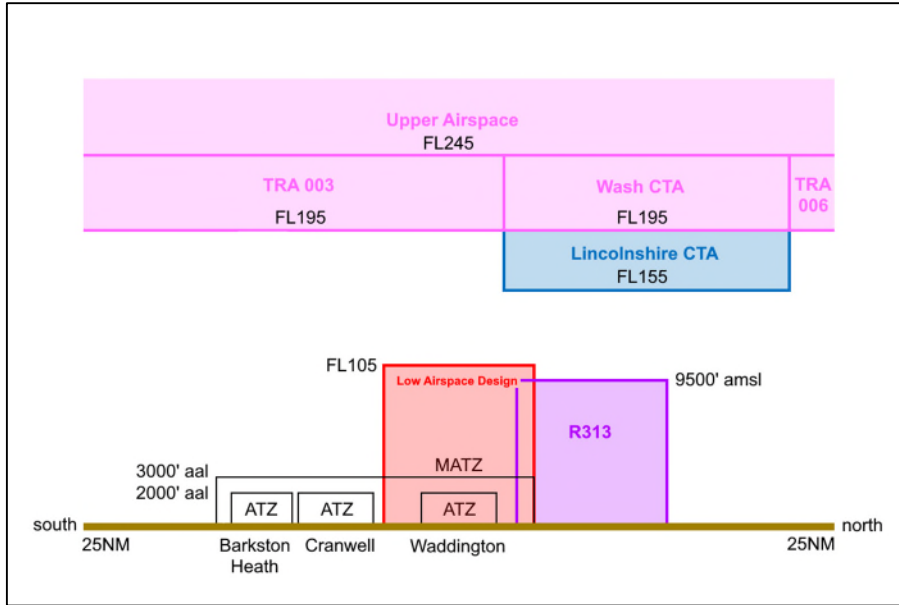 Upper Airspace
FL245
TRA 003
Wash CTA
TRA
006
FL195
FL195
Lincolnshire CTA
FL155
FL105
Low Airspace Design
9500' amsl
R313
3000' aal
MATZ
2000' aal
ATZ
ATZ
ATZ
south
north
25NM
Barkston
Heath
Cranwell
Waddington
25NM